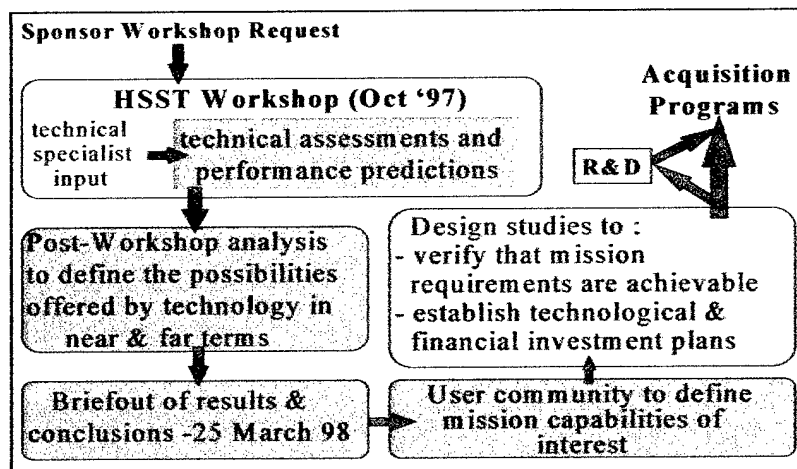 Sponsor Workshop Request
HSST Workshop (Oct ‘97)
technical
specialist
input
technical assessments and
performance predictions
Post-Workshop analysis
to define the possibilities
offered by technology in
near & far terms
Briefout of results &
conclusions -25 March 98
User community to define
mission capabilities of
interest
Design studies to :
- verify that mission
requirements are achievable
- establish technological &
financial investment plans
R&D
Acquisition
Programs